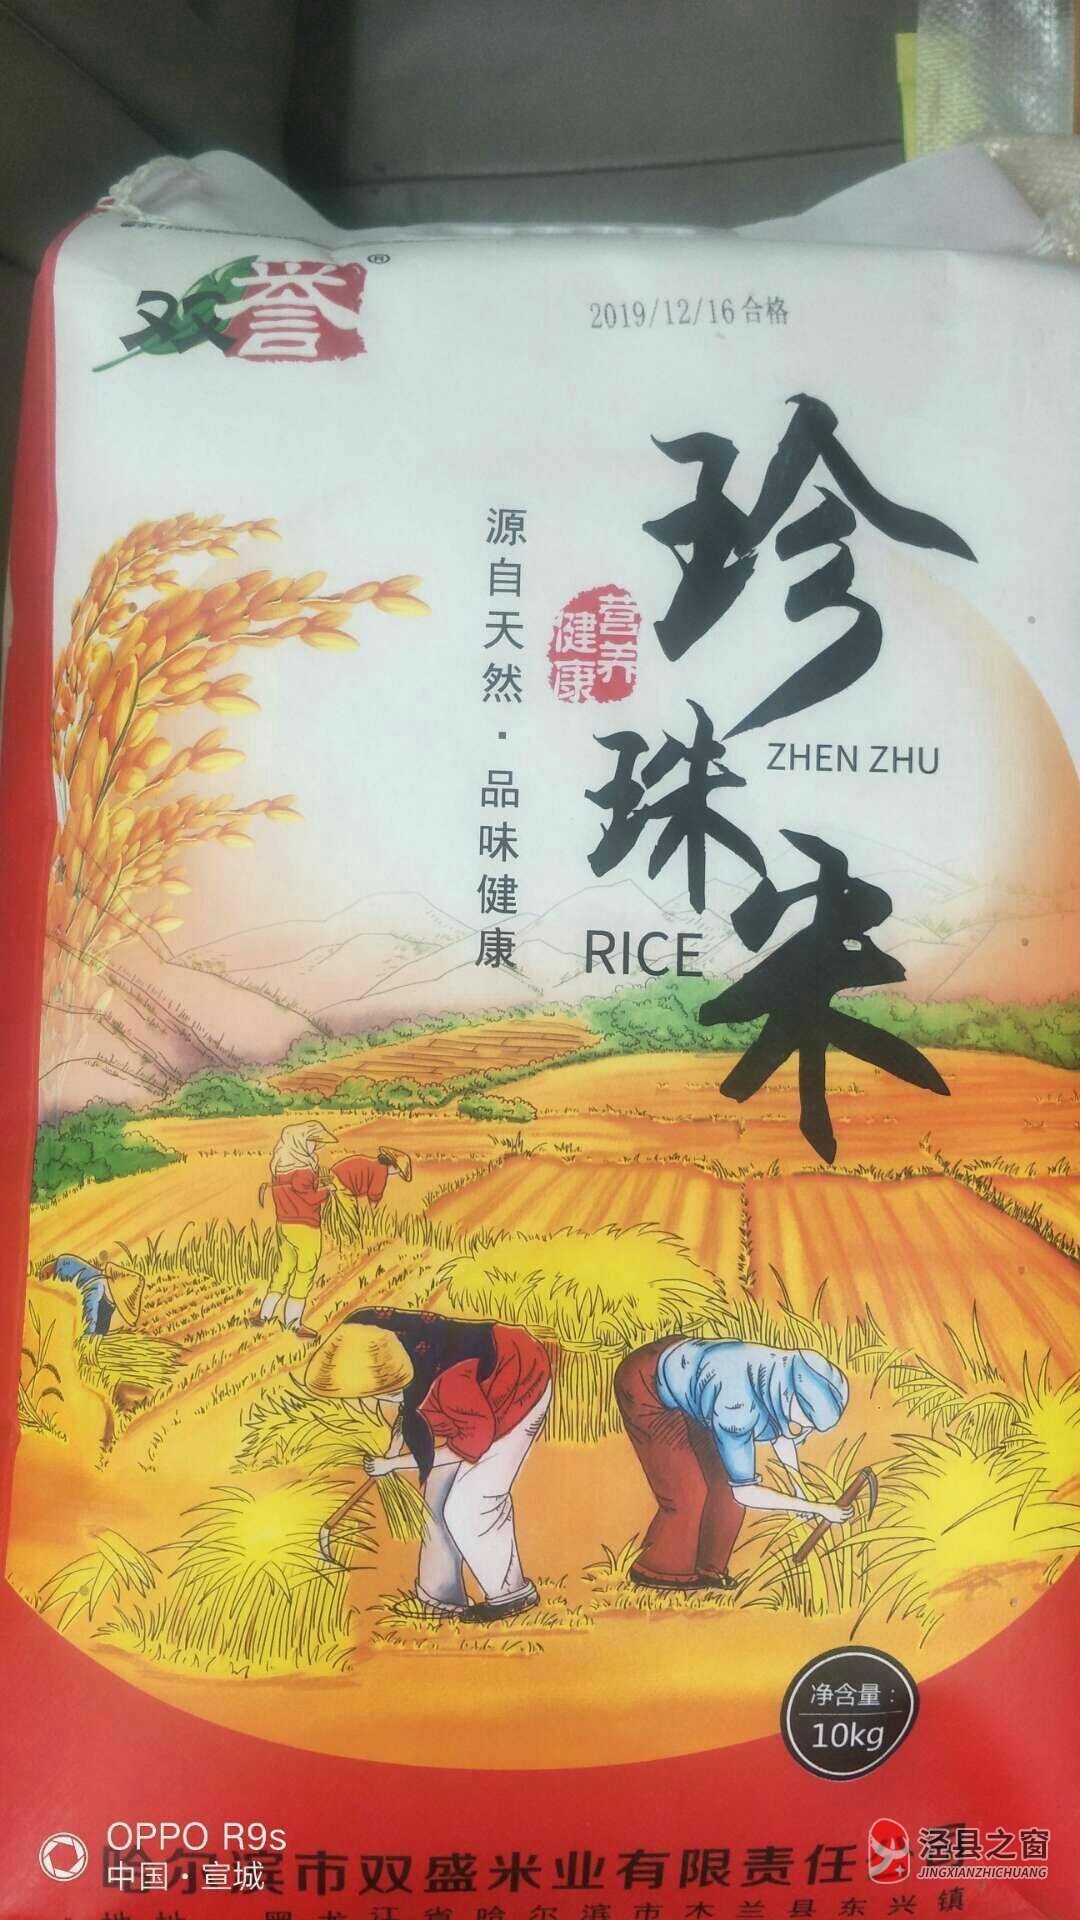 双誉®
2019/12/16合格
珍珠米
ZHEN ZHU
RICE
营养
健康
源自天然·品味健康
净含量:
10kg
OPPO R9s
中国·宣城
哈尔滨市双盛米业有限责任
泾县之窗
JINGXIANZHICHUANG
地址 黑龙江省哈尔滨市木兰县东兴镇